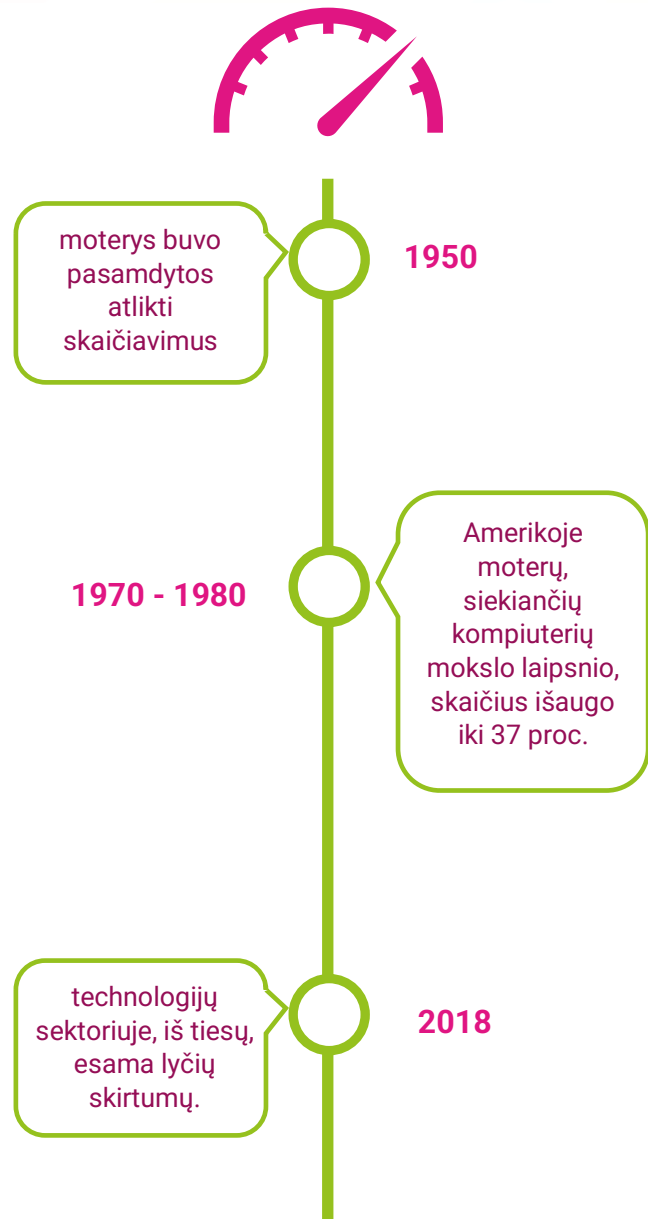 moterys buvo
pasamdytos
atlikti
skaičiavimus
1950
1970 - 1980
Amerikoje
moterų,
siekiančių
kompiuterių
mokslo laipsnio,
skaičius išaugo
iki 37 proc.
technologijų
sektoriuje, iš tiesų,
esama lyčių
skirtumų.
2018